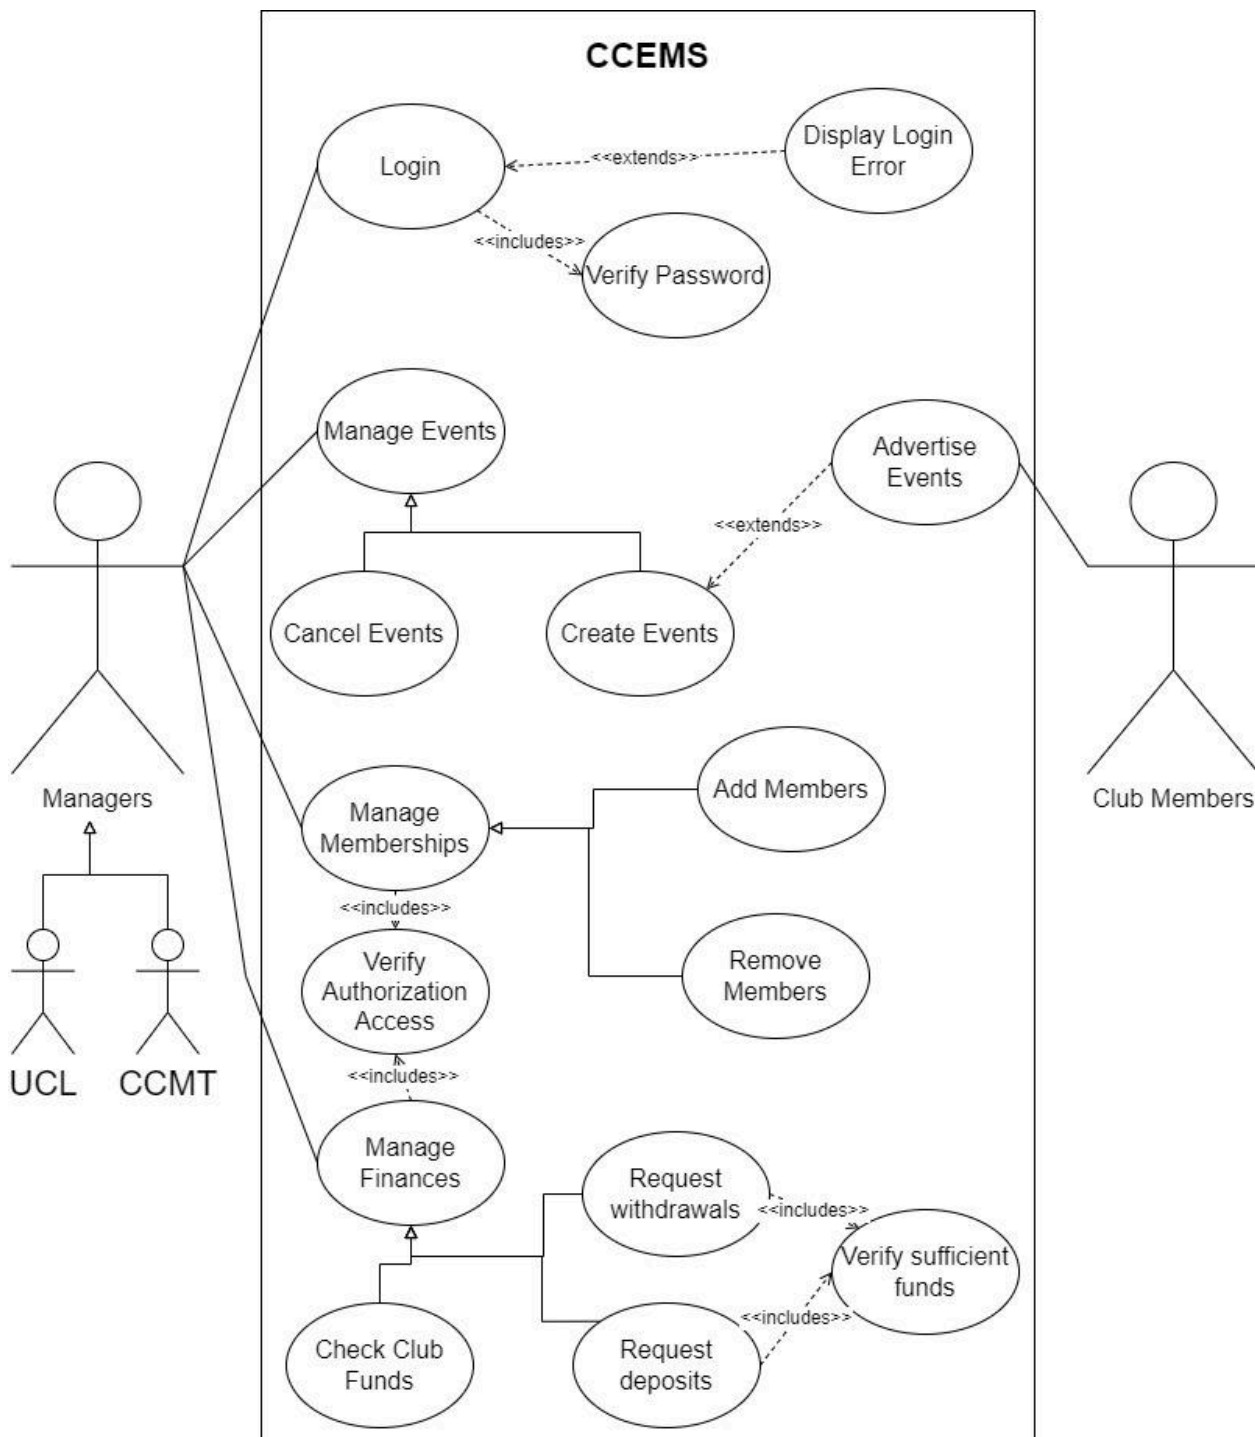 CCEMS
Login
<<extends>>
Display Login
Error
<<includes>>
Verify Password
Manage Events
Advertise
Events
<<extends>>
Cancel Events
Create Events
Managers
Club Members
Manage
Memberships
Add Members
<<includes>>
Verify
Authorization
Access
Remove
Members
UCL
CCMT
<<includes>>
Manage
Finances
Request
withdrawals
<<includes>>
Verify sufficient
funds
<<includes>>
Check Club
Funds
Request
deposits